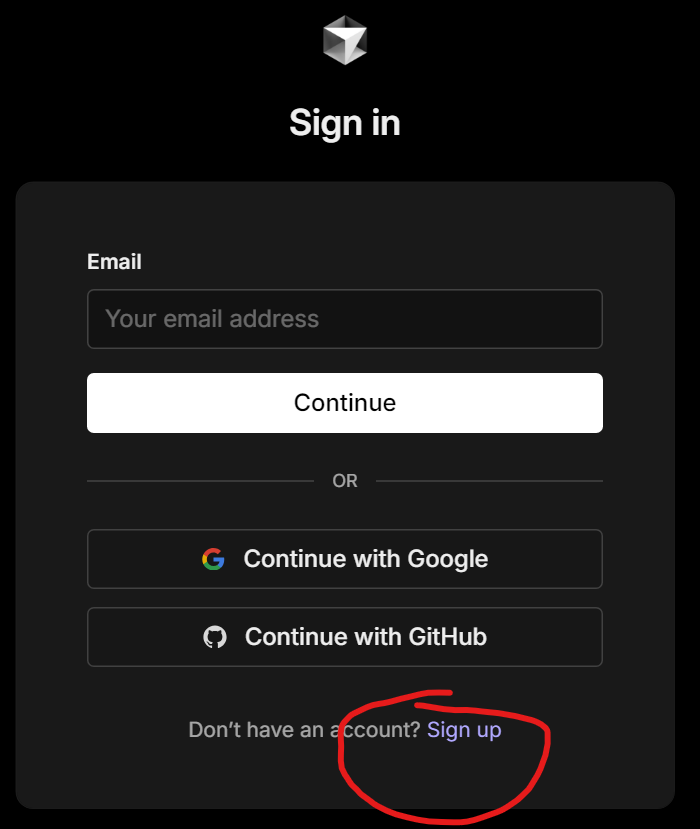 Sign in
Email
Your email address
Continue
OR
Continue with Google
Continue with GitHub
Don’t have an account? Sign up